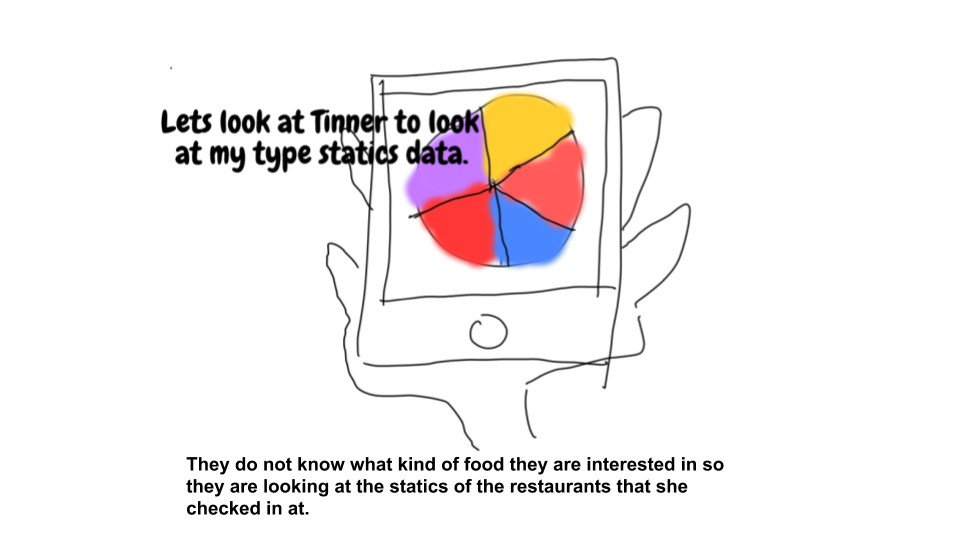 Lets look at Tinner to look
at my type statics data.
They do not know what kind of food they are interested in so
they are looking at the statics of the restaurants that she
checked in at.